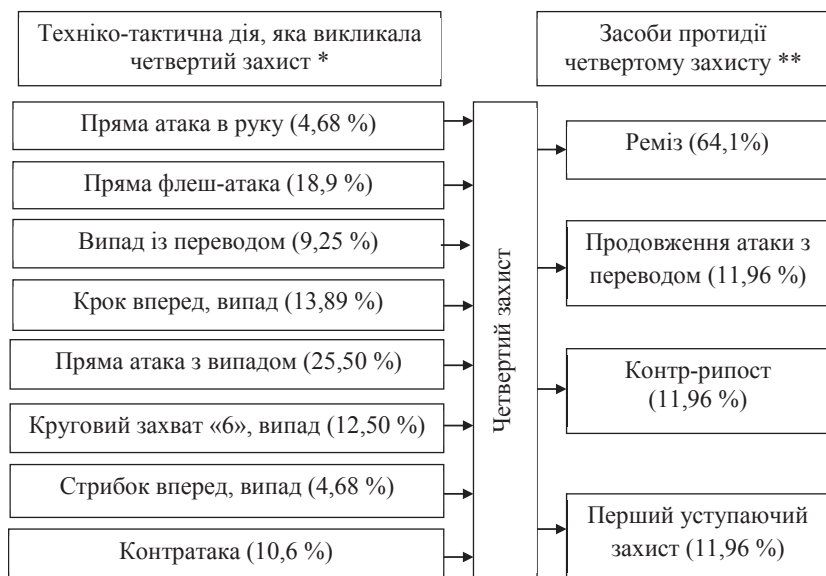 Техніко-тактична дія, яка викликала
четвертий захист *
Пряма атака в руку (4,68 %)
Пряма флеш-атака (18,9 %)
Випад із переводом (9,25 %)
Крок вперед, випад (13,89 %)
Пряма атака з випадом (25,50 %)
Круговий захват «6», випад (12,50 %)
Стрибок вперед, випад (4,68 %)
Контратака (10,6 %)
Четвертий захист
Засоби протидії
четвертому захисту **
Реміз (64,1%)
Продовження атаки з
переводом (11,96 %)
Контр-рипост
(11,96 %)
Перший уступаючий
захист (11,96 %)